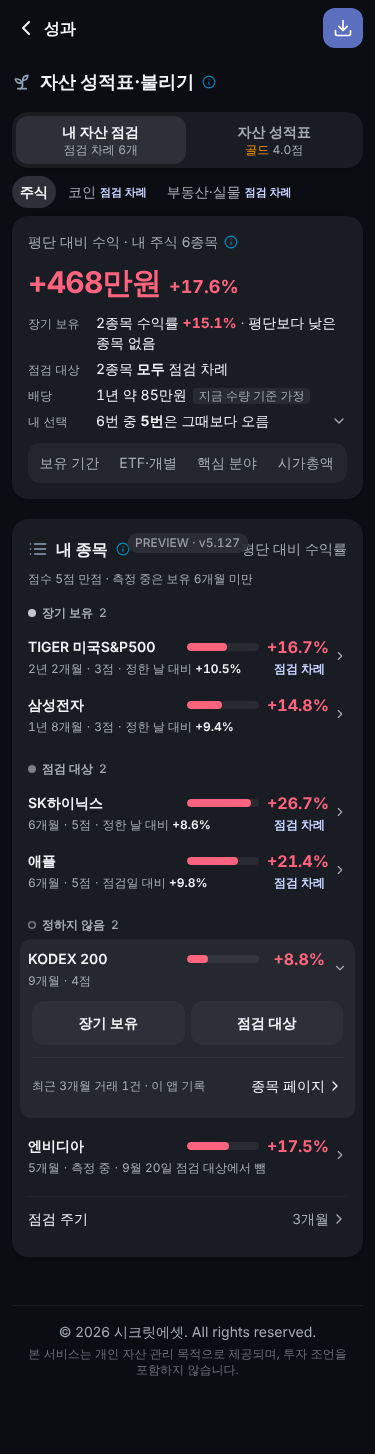 성과
자산 성적표·불리기
내 자산 점검
점검 차례 6개
자산 성적표
골드 4.0점
주식 코인 점검 차례 부동산·실물 점검 차례
평단 대비 수익 · 내 주식 6종목
+468만원 +17.6%
장기 보유 2종목 수익률 +15.1% · 평단보다 낮은
종목 없음
점검 대상 2종목 모두 점검 차례
배당 1년 약 85만원 지금 수량 기준 가정
내 선택 6번 중 5번은 그때보다 오름
보유 기간 ETF·개별 핵심 분야 시가총액
내 종목 PREVIEW · v5.127 평단 대비 수익률
점수 5점 만점 · 측정 중은 보유 6개월 미만
장기 보유 2
TIGER 미국S&P500 +16.7%
2년 2개월 · 3점 · 정한 날 대비 +10.5% 점검 차례
삼성전자 +14.8%
1년 8개월 · 3점 · 정한 날 대비 +9.4%
점검 대상 2
SK하이닉스 +26.7%
6개월 · 5점 · 정한 날 대비 +8.6% 점검 차례
애플 +21.4%
6개월 · 5점 · 점검일 대비 +9.8% 점검 차례
정하지 않음 2
KODEX 200 +8.8%
9개월 · 4점
장기 보유 점검 대상
최근 3개월 거래 1건 · 이 앱 기록 종목 페이지
엔비디아 +17.5%
5개월 · 측정 중 · 9월 20일 점검 대상에서 뺌
점검 주기 3개월
© 2026 시크릿에셋. All rights reserved.
본 서비스는 개인 자산 관리 목적으로 제공되며, 투자 조언을
포함하지 않습니다.